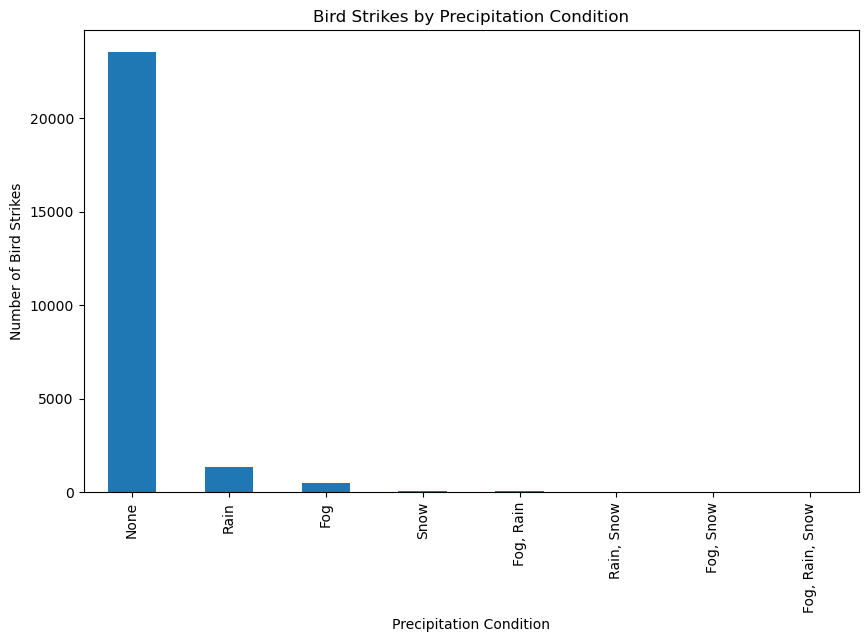 Bird Strikes by Precipitation Condition
Number of Bird Strikes
20000
15000
10000
5000
0
None
Rain
Fog
Snow
Fog, Rain
Rain, Snow
Fog, Snow
Fog, Rain, Snow
Precipitation Condition